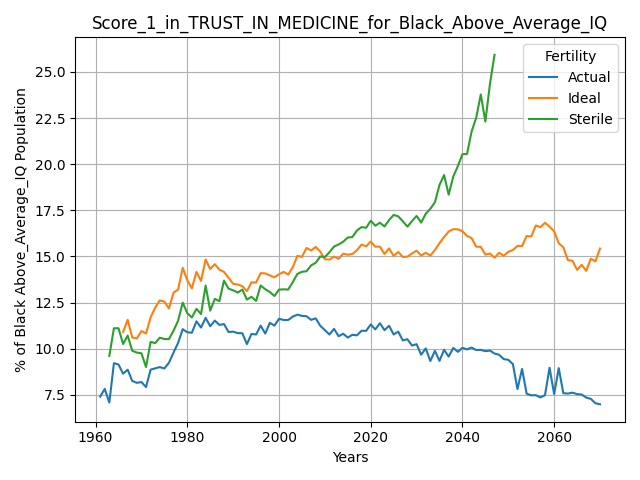 Score_1_in_TRUST_IN_MEDICINE_for_Black_Above_Average_IQ
Fertility
Actual
Ideal
Sterile
% of Black Above_Average_IQ Population
25.0
22.5
20.0
17.5
15.0
12.5
10.0
7.5
1960
1980
2000
2020
2040
2060
Years